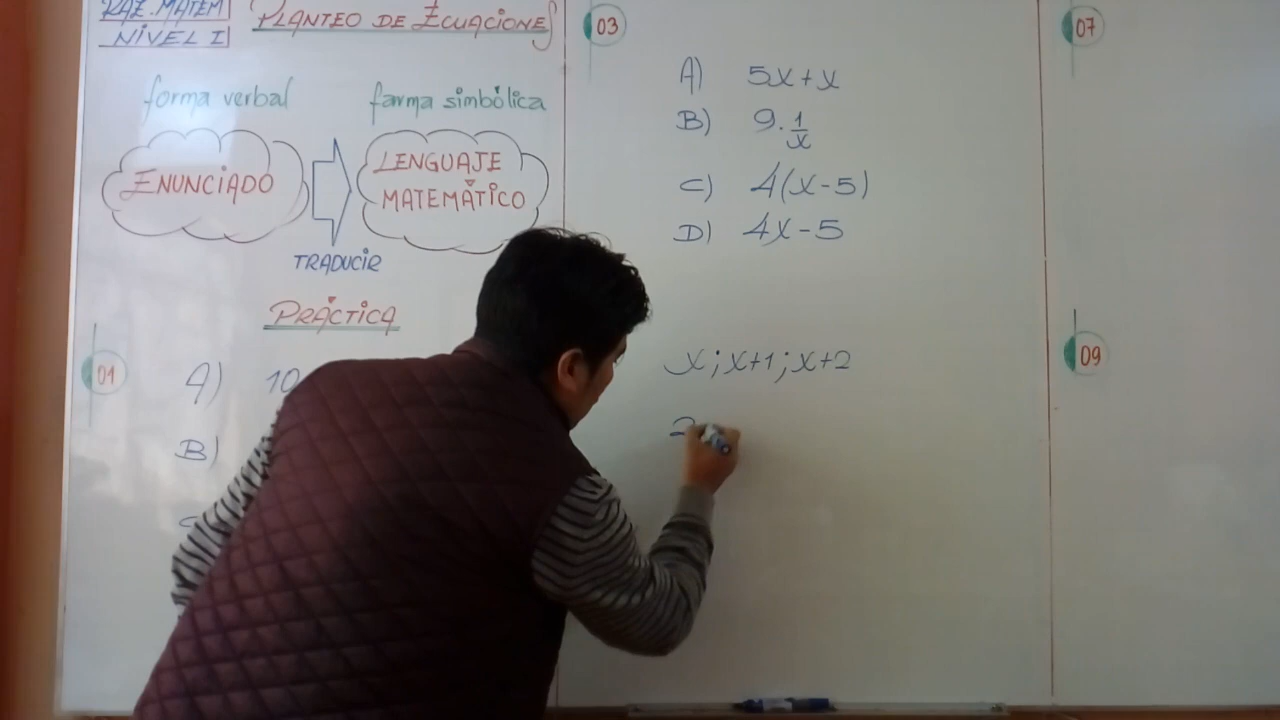 RAZ. MATEM
NIVEL I
PLANTEO DE ECUACIONES
forma verbal
forma simbólica
ENUNCIADO
LENGUAJE
MATEMÁTICO
TRADUCIR
PRÁCTICA
01
A) 10
B)
03
A) 5x + x
B) 9 · 1/x
C) 4(x - 5)
D) 4x - 5
x ; x+1 ; x+2
07
09